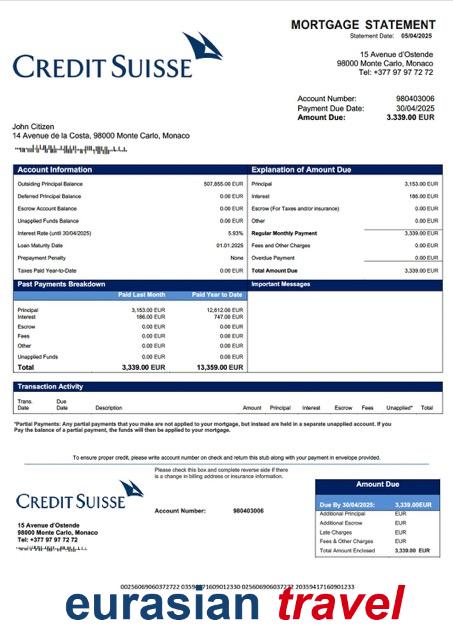 MORTGAGE STATEMENT
Statement Date: 05/04/2025
CREDIT SUISSE
15 Avenue d'Ostende
98000 Monte Carlo, Monaco
Tel: +377 97 97 72 72
Account Number: 980403006
Payment Due Date: 30/04/2025
Amount Due: 3.339.00 EUR
John Citizen
14 Avenue de la Costa, 98000 Monte Carlo, Monaco
Account Information
Outsiding Principal Balance 507,855.00 EUR
Deferred Principal Balance 0.00 EUR
Escrow Account Balance 0.00 EUR
Unapplied Funds Balance 0.00 EUR
Interest Rate (until 30/04/2025) 5.93%
Loan Maturity Date 01.01.2025
Prepayment Penalty None
Taxes Paid Year-to-Date 0.00 EUR
Explanation of Amount Due
Principal 3,153.00 EUR
Interest 186.00 EUR
Escrow (For Taxes and/or insurance) 0.00 EUR
Other 0.00 EUR
Regular Monthly Payment 3,339.00 EUR
Fees and Other Charges 0.00 EUR
Overdue Payment 0.00 EUR
Total Amount Due 3,339.00 EUR
Past Payments Breakdown
Paid Last Month Paid Year to Date
Principal 3,153.00 EUR 12,612.00 EUR
Interest 186.00 EUR 747.00 EUR
Escrow 0.00 EUR 0.00 EUR
Fees 0.00 EUR 0.00 EUR
Other 0.00 EUR 0.00 EUR
Unapplied Funds 0.00 EUR 0.00 EUR
Total 3,339.00 EUR 13,359.00 EUR
Important Messages
Transaction Activity
Trans. Date Due Date Description Amount Principal Interest Escrow Fees Unapplied* Total
*Partial Payments: Any partial payments that you make are not applied to your mortgage, but instead are held in a separate unapplied account. If you
Pay the balance of a partial payment, the funds will then be applied to your mortgage.
To ensure proper credit, please write account number on check and return this stub along with your payment in envelope provided.
Please check this box and complete reverse side if there
is a change in billing address or insurance information.
CREDIT SUISSE
Account Number: 980403006
15 Avenue d'Ostende
98000 Monte Carlo, Monaco
Tel: +377 97 97 72 72
Amount Due
Due By 30/04/2025: 3,339.00EUR
Additional Principal EUR
Additional Escrow EUR
Late Charges EUR
Fees & Other Charges EUR
Total Amount Enclosed 3,339.00 EUR
eurasian travel